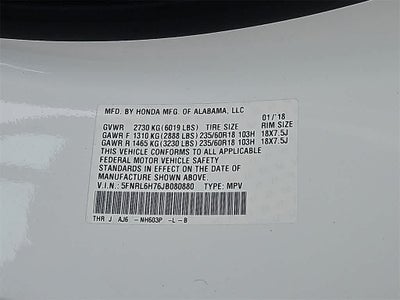 MFD. BY HONDA MFG. OF ALABAMA, LLC 01/'18
GVWR 2730 KG (6019 LBS) TIRE SIZE RIM SIZE
GAWR F 1310 KG (2888 LBS) 235/60R18 103H 18X7.5J
GAWR R 1465 KG (3230 LBS) 235/60R18 103H 18X7.5J
THIS VEHICLE CONFORMS TO ALL APPLICABLE
FEDERAL MOTOR VEHICLE SAFETY
STANDARDS IN EFFECT ON THE DATE OF
MANUFACTURE SHOWN ABOVE.
V.I.N.: 5FNRL6H76JB080880 TYPE: MPV
THR J AJ6 -NH603P -L-B